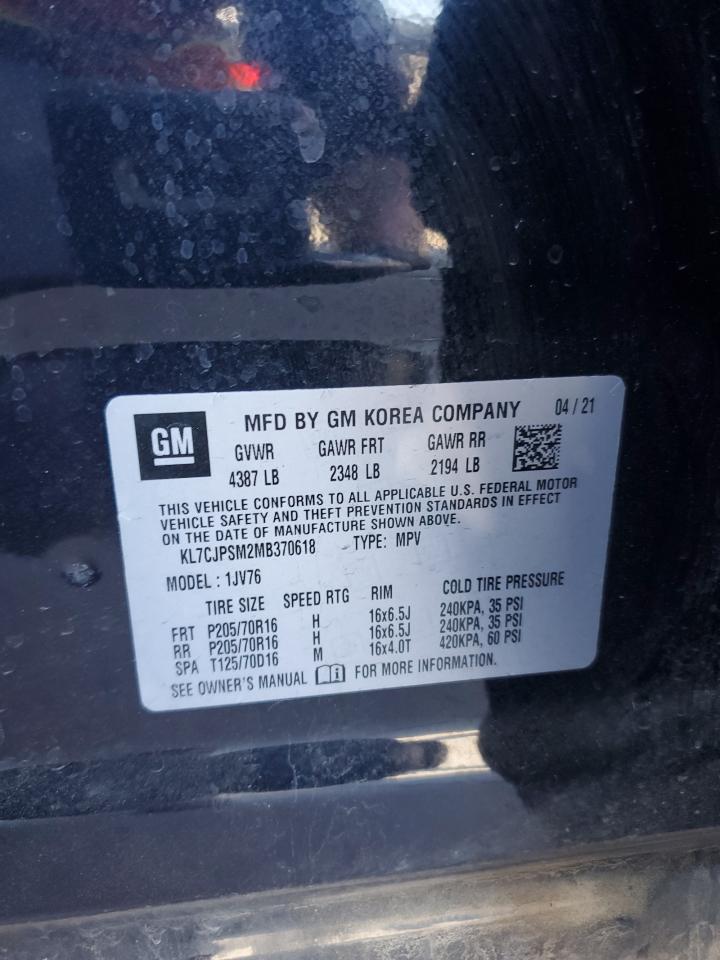 GM
MFD BY GM KOREA COMPANY 04 / 21
GVWR GAWR FRT GAWR RR
4387 LB 2348 LB 2194 LB
THIS VEHICLE CONFORMS TO ALL APPLICABLE U.S. FEDERAL MOTOR
VEHICLE SAFETY AND THEFT PREVENTION STANDARDS IN EFFECT
ON THE DATE OF MANUFACTURE SHOWN ABOVE.
KL7CJPSM2MB370618 TYPE: MPV
MODEL : 1JV76
TIRE SIZE SPEED RTG RIM COLD TIRE PRESSURE
FRT P205/70R16 H 16x6.5J 240KPA, 35 PSI
RR P205/70R16 H 16x6.5J 240KPA, 35 PSI
SPA T125/70D16 M 16x4.0T 420KPA, 60 PSI
SEE OWNER'S MANUAL FOR MORE INFORMATION.